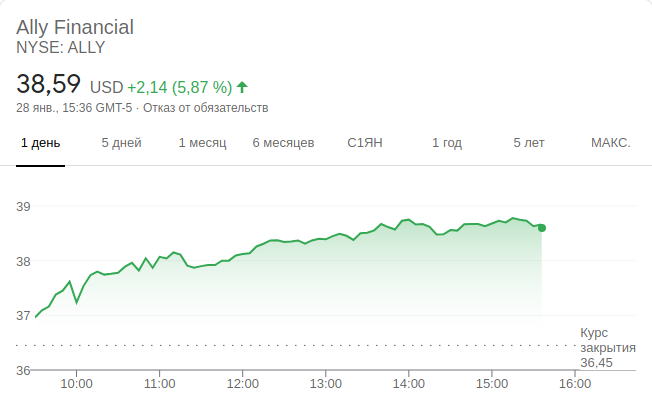 Ally Financial
NYSE: ALLY
38,59 USD +2,14 (5,87 %)
28 янв., 15:36 GMT-5 · Отказ от обязательств
1 день 5 дней 1 месяц 6 месяцев С1ЯН 1 год 5 лет МАКС.
39
38
37
36
Курс
закрытия
36,45
10:00 11:00 12:00 13:00 14:00 15:00 16:00